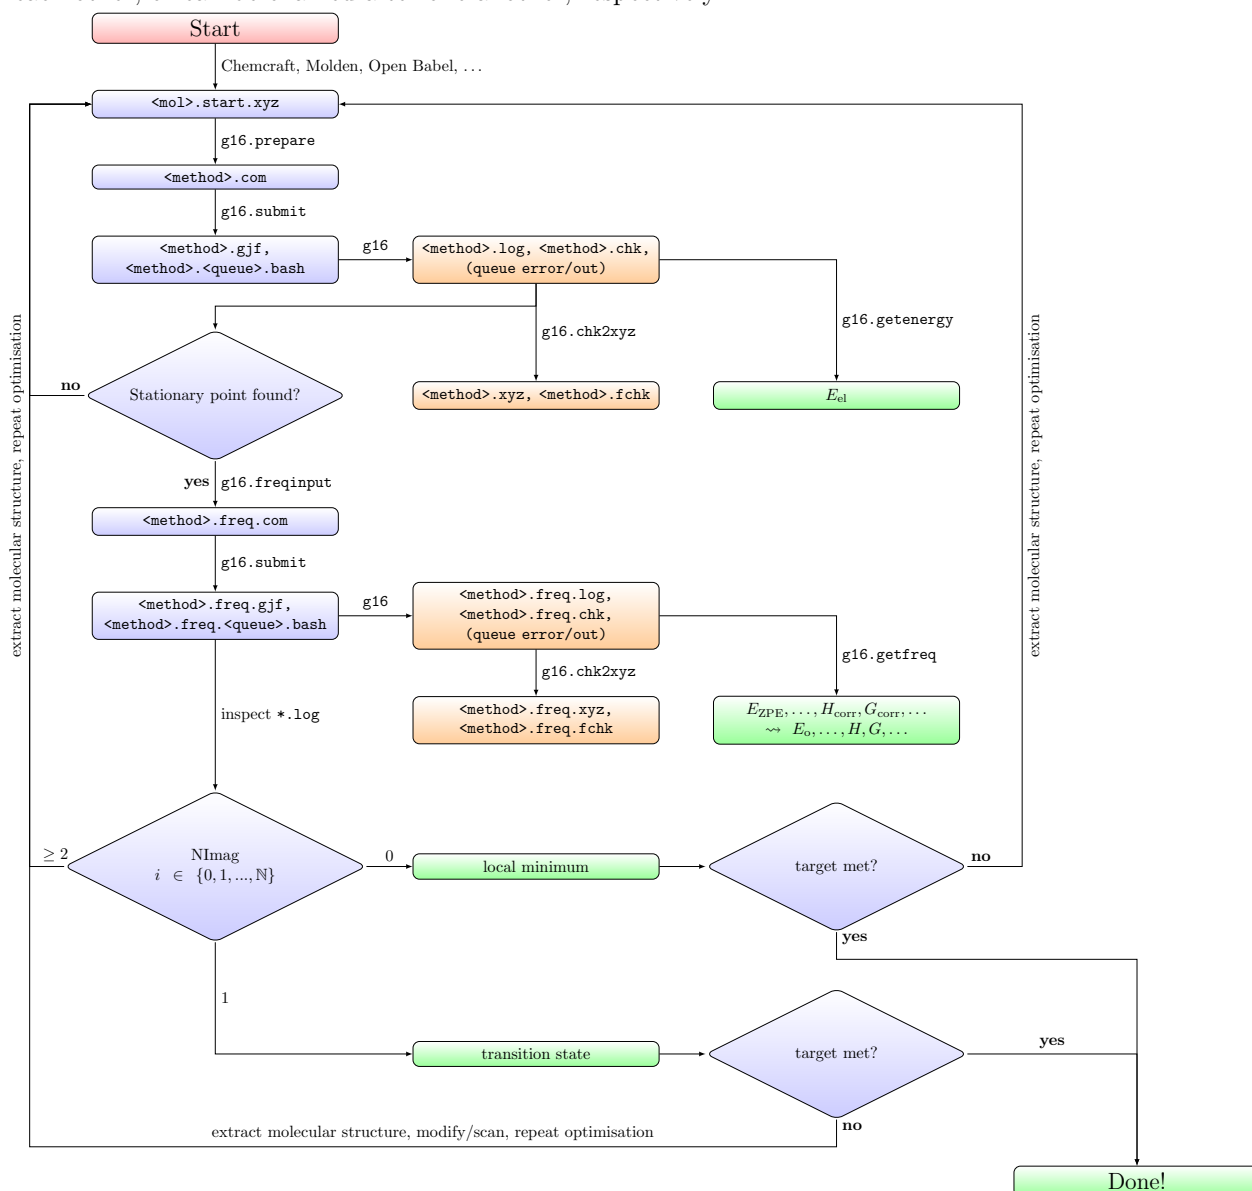 Start
Chemcraft, Molden, Open Babel, ...
<mol>.start.xyz
g16.prepare
<method>.com
g16.submit
<method>.gjf,
<method>.<queue>.bash
g16
<method>.log, <method>.chk,
(queue error/out)
g16.chk2xyz
g16.getenergy
Stationary point found?
no
<method>.xyz, <method>.fchk
E_el
extract molecular structure, repeat optimisation
extract molecular structure, repeat optimisation
yes
g16.freqinput
<method>.freq.com
g16.submit
<method>.freq.gjf,
<method>.freq.<queue>.bash
g16
<method>.freq.log,
<method>.freq.chk,
(queue error/out)
g16.chk2xyz
g16.getfreq
inspect *.log
<method>.freq.xyz,
<method>.freq.fchk
E_ZPE, ..., H_corr, G_corr, ...
⇝ E_o, ..., H, G, ...
≥ 2
NImag
i ∈ {0, 1, ..., ℕ}
0
local minimum
target met?
no
yes
1
transition state
target met?
yes
no
extract molecular structure, modify/scan, repeat optimisation
Done!